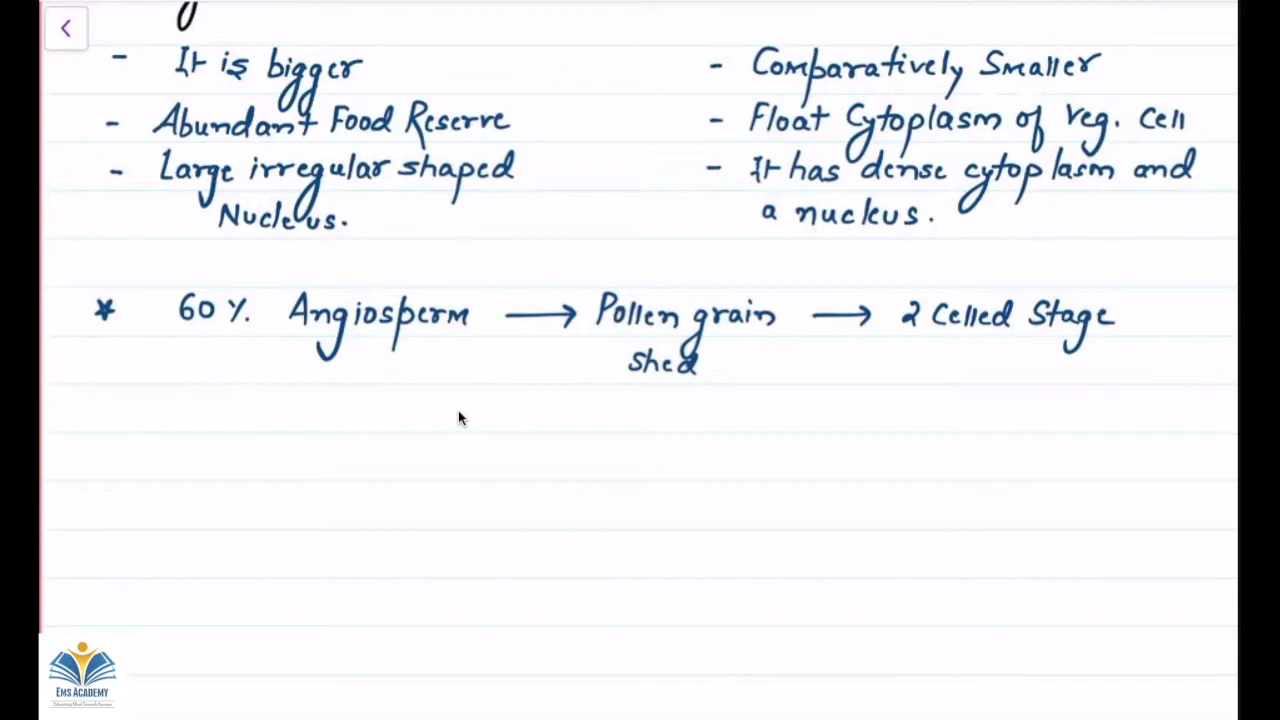 - It is bigger
- Abundant Food Reserve
- Large irregular shaped
Nucleus.
- Comparatively Smaller
- Float Cytoplasm of veg. cell
- It has dense cytoplasm and
a nucleus.
* 60%. Angiosperm → Pollen grain → 2 Celled Stage
shed
EMS ACADEMY